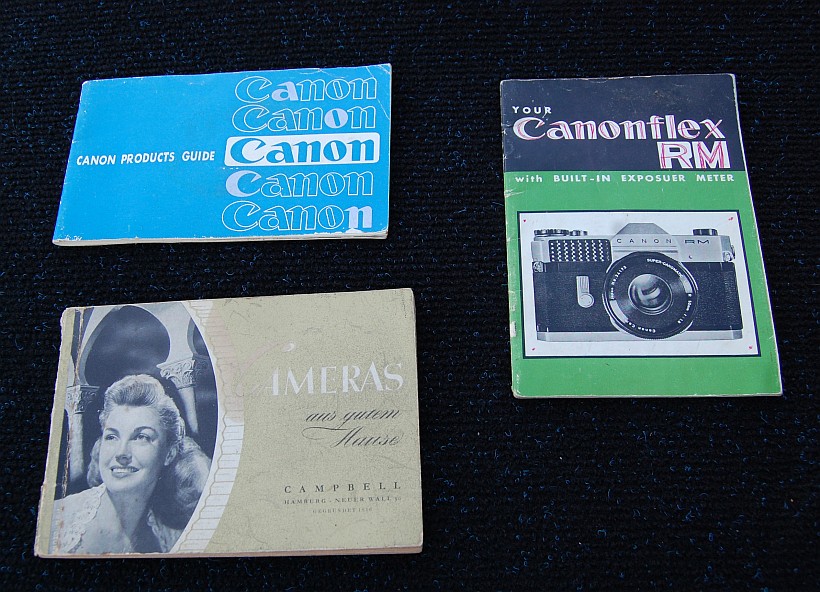 Canon
Canon
CANON PRODUCTS GUIDE
Canon
Canon
Canon
YOUR
Canonflex
RM
with BUILT-IN EXPOSUER METER
CANON RM
IMERAS
aus gutem
Hause
CAMPBELL
HAMBURG · NEUER WALL